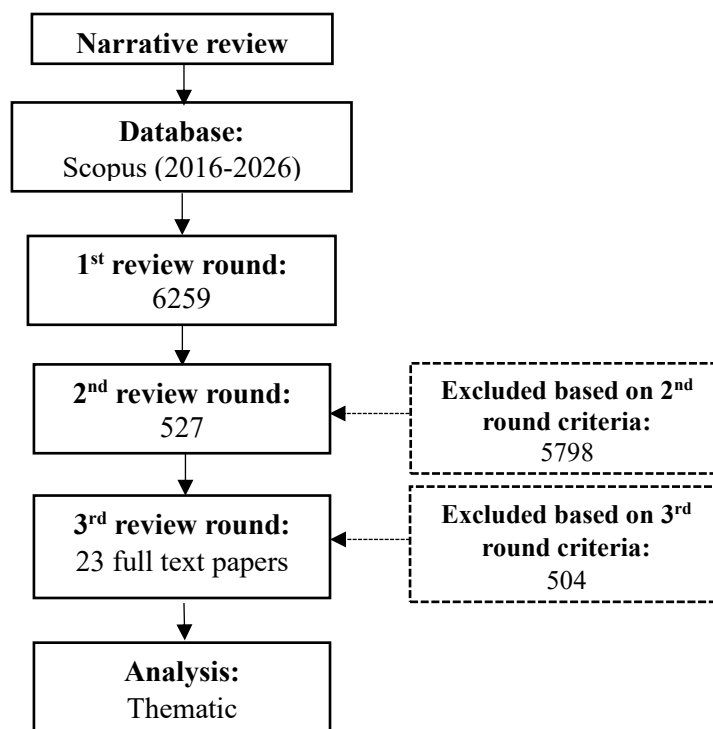 Narrative review
Database:
Scopus (2016-2026)
1st review round:
6259
2nd review round:
527
Excluded based on 2nd
round criteria:
5798
3rd review round:
23 full text papers
Excluded based on 3rd
round criteria:
504
Analysis:
Thematic